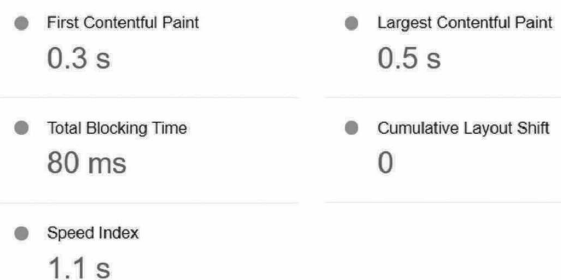 First Contentful Paint
0.3 s
Largest Contentful Paint
0.5 s
Total Blocking Time
80 ms
Cumulative Layout Shift
0
Speed Index
1.1 s